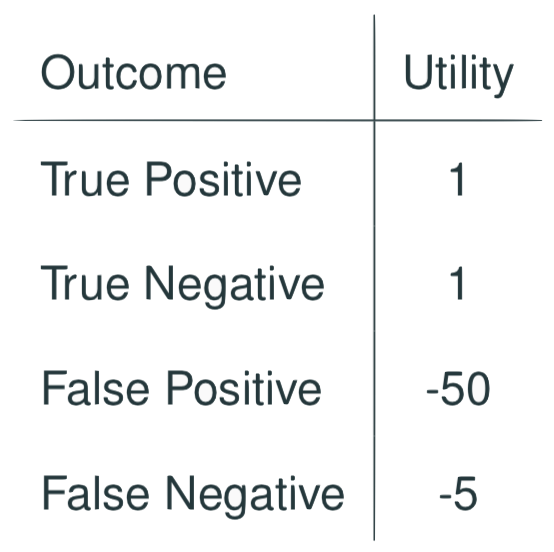 Outcome Utility
True Positive 1
True Negative 1
False Positive -50
False Negative -5